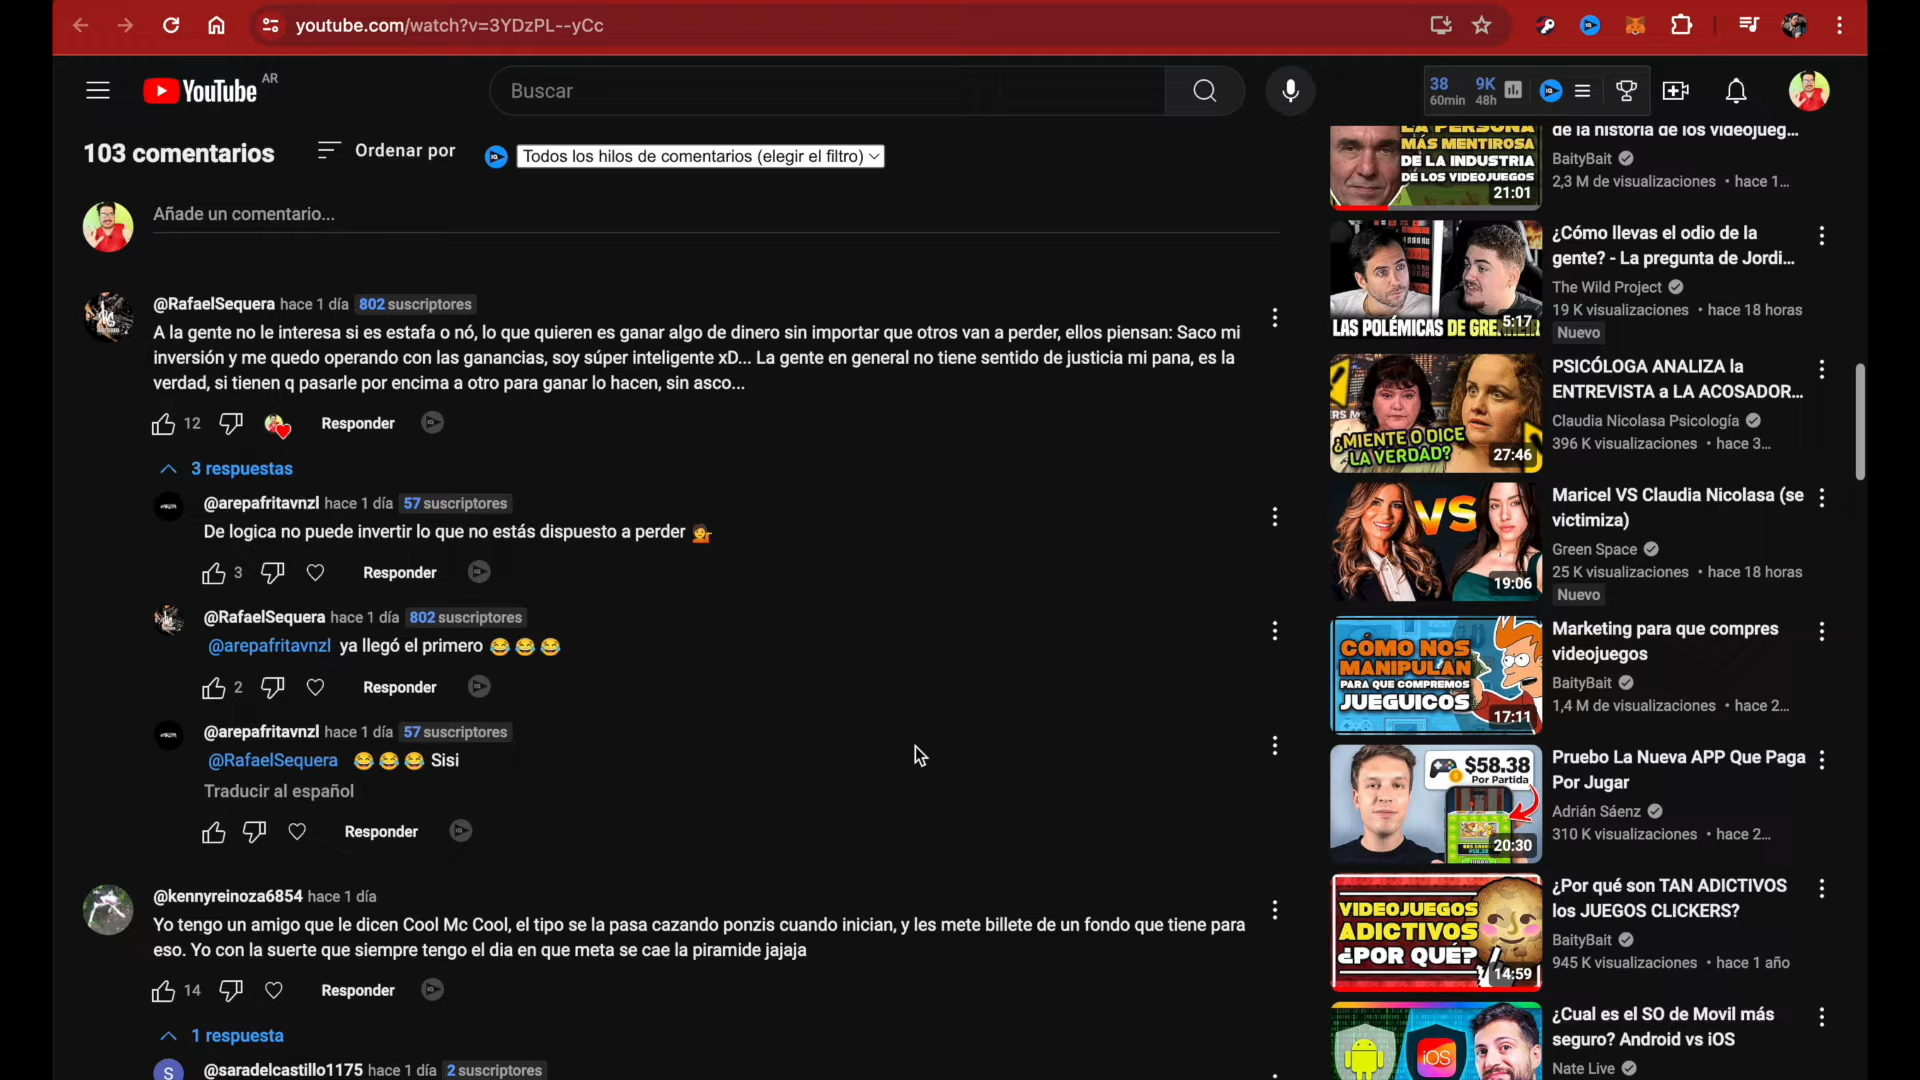 youtube.com/watch?v=3YDzPL--yCc
YouTube AR
Buscar
38 60min 9K 48h
103 comentarios
Ordenar por
Todos los hilos de comentarios (elegir el filtro)
Añade un comentario...
@RafaelSequera hace 1 día 802 suscriptores
A la gente no le interesa si es estafa o nó, lo que quieren es ganar algo de dinero sin importar que otros van a perder, ellos piensan: Saco mi
inversión y me quedo operando con las ganancias, soy súper inteligente xD... La gente en general no tiene sentido de justicia mi pana, es la
verdad, si tienen q pasarle por encima a otro para ganar lo hacen, sin asco...
12 Responder
3 respuestas
@arepafritavnzl hace 1 día 57 suscriptores
De logica no puede invertir lo que no estás dispuesto a perder 💁
3 Responder
@RafaelSequera hace 1 día 802 suscriptores
@arepafritavnzl ya llegó el primero 😂 😂 😂
2 Responder
@arepafritavnzl hace 1 día 57 suscriptores
@RafaelSequera 😂 😂 😂 Sisi
Traducir al español
Responder
@kennyreinoza6854 hace 1 día
Yo tengo un amigo que le dicen Cool Mc Cool, el tipo se la pasa cazando ponzis cuando inician, y les mete billete de un fondo que tiene para
eso. Yo con la suerte que siempre tengo el dia en que meta se cae la piramide jajaja
14 Responder
1 respuesta
S
@saradelcastillo1175 hace 1 día 2 suscriptores
LA PERSONA
MÁS MENTIROSA
DE LA INDUSTRIA
DE LOS VIDEOJUEGOS
21:01
de la historia de los videojueg...
BaityBait
2,3 M de visualizaciones • hace 1...
LAS POLÉMICAS DE
5:17
¿Cómo llevas el odio de la
gente? - La pregunta de Jordi...
The Wild Project
19 K visualizaciones • hace 18 horas
Nuevo
¿MIENTE O DICE
LA VERDAD?
27:46
PSICÓLOGA ANALIZA la
ENTREVISTA a LA ACOSADOR...
Claudia Nicolasa Psicología
396 K visualizaciones • hace 3...
VS
19:06
Maricel VS Claudia Nicolasa (se
victimiza)
Green Space
25 K visualizaciones • hace 18 horas
Nuevo
CÓMO NOS
MANIPULAN
PARA QUE COMPREMOS
JUEGUICOS
17:11
Marketing para que compres
videojuegos
BaityBait
1,4 M de visualizaciones • hace 2...
$58.38
Por Partida
20:30
Pruebo La Nueva APP Que Paga
Por Jugar
Adrián Sáenz
310 K visualizaciones • hace 2...
VIDEOJUEGOS
ADICTIVOS
¿POR QUÉ?
14:59
¿Por qué son TAN ADICTIVOS
los JUEGOS CLICKERS?
BaityBait
945 K visualizaciones • hace 1 año
iOS
¿Cual es el SO de Movil más
seguro? Android vs iOS
Nate Live